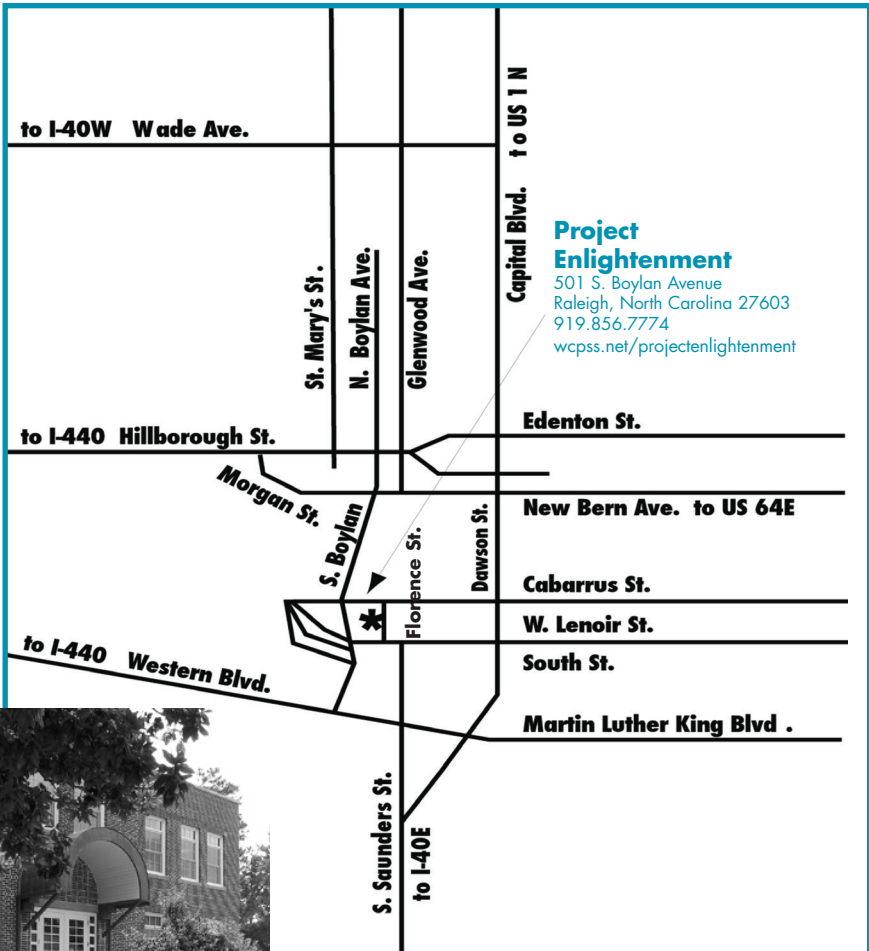 to I-40W Wade Ave.
to US 1 N
Capital Blvd.
Project
Enlightenment
501 S. Boylan Avenue
Raleigh, North Carolina 27603
919.856.7774
wcpss.net/projectenlightenment
St. Mary's St.
N. Boylan Ave.
Glenwood Ave.
to I-440 Hillborough St.
Edenton St.
Morgan St.
New Bern Ave. to US 64E
S. Boylan
Florence St.
Dawson St.
Cabarrus St.
*
W. Lenoir St.
to I-440 Western Blvd.
South St.
Martin Luther King Blvd .
S. Saunders St.
to I-40E